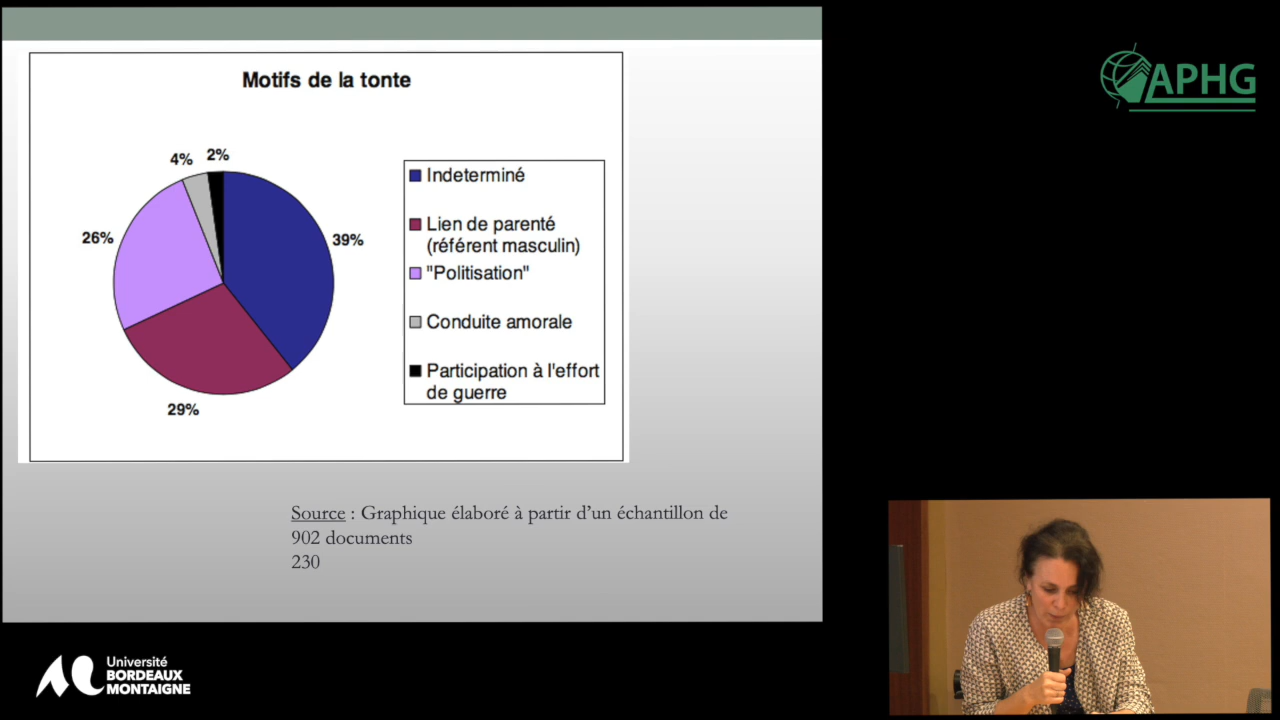 APHG
Motifs de la tonte
4%
2%
26%
39%
29%
Indeterminé
Lien de parenté
(référent masculin)
"Politisation"
Conduite amorale
Participation à l'effort
de guerre
Source : Graphique élaboré à partir d'un échantillon de
902 documents
230
Université
BORDEAUX
MONTAIGNE